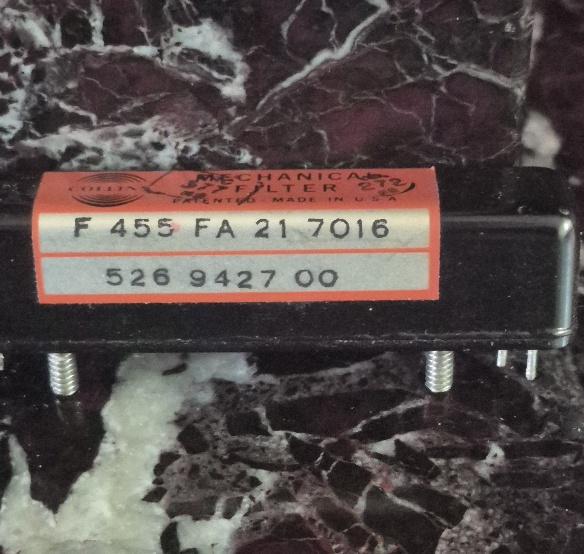 COLLINS
MECHANICAL
FILTER
PATENTED · MADE IN U.S.A
F 455 FA 21 7016
526 9427 00